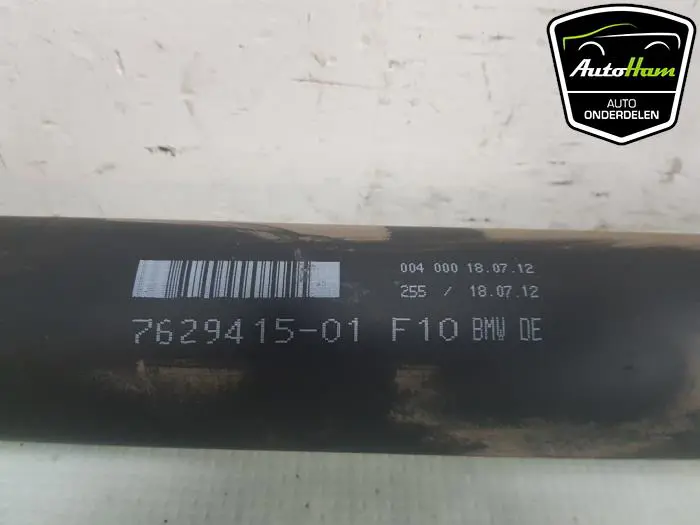 AutoHam
AUTO
ONDERDELEN
004 000 18.07.12
255 / 18.07.12
7629415-01 F10 BMW DE